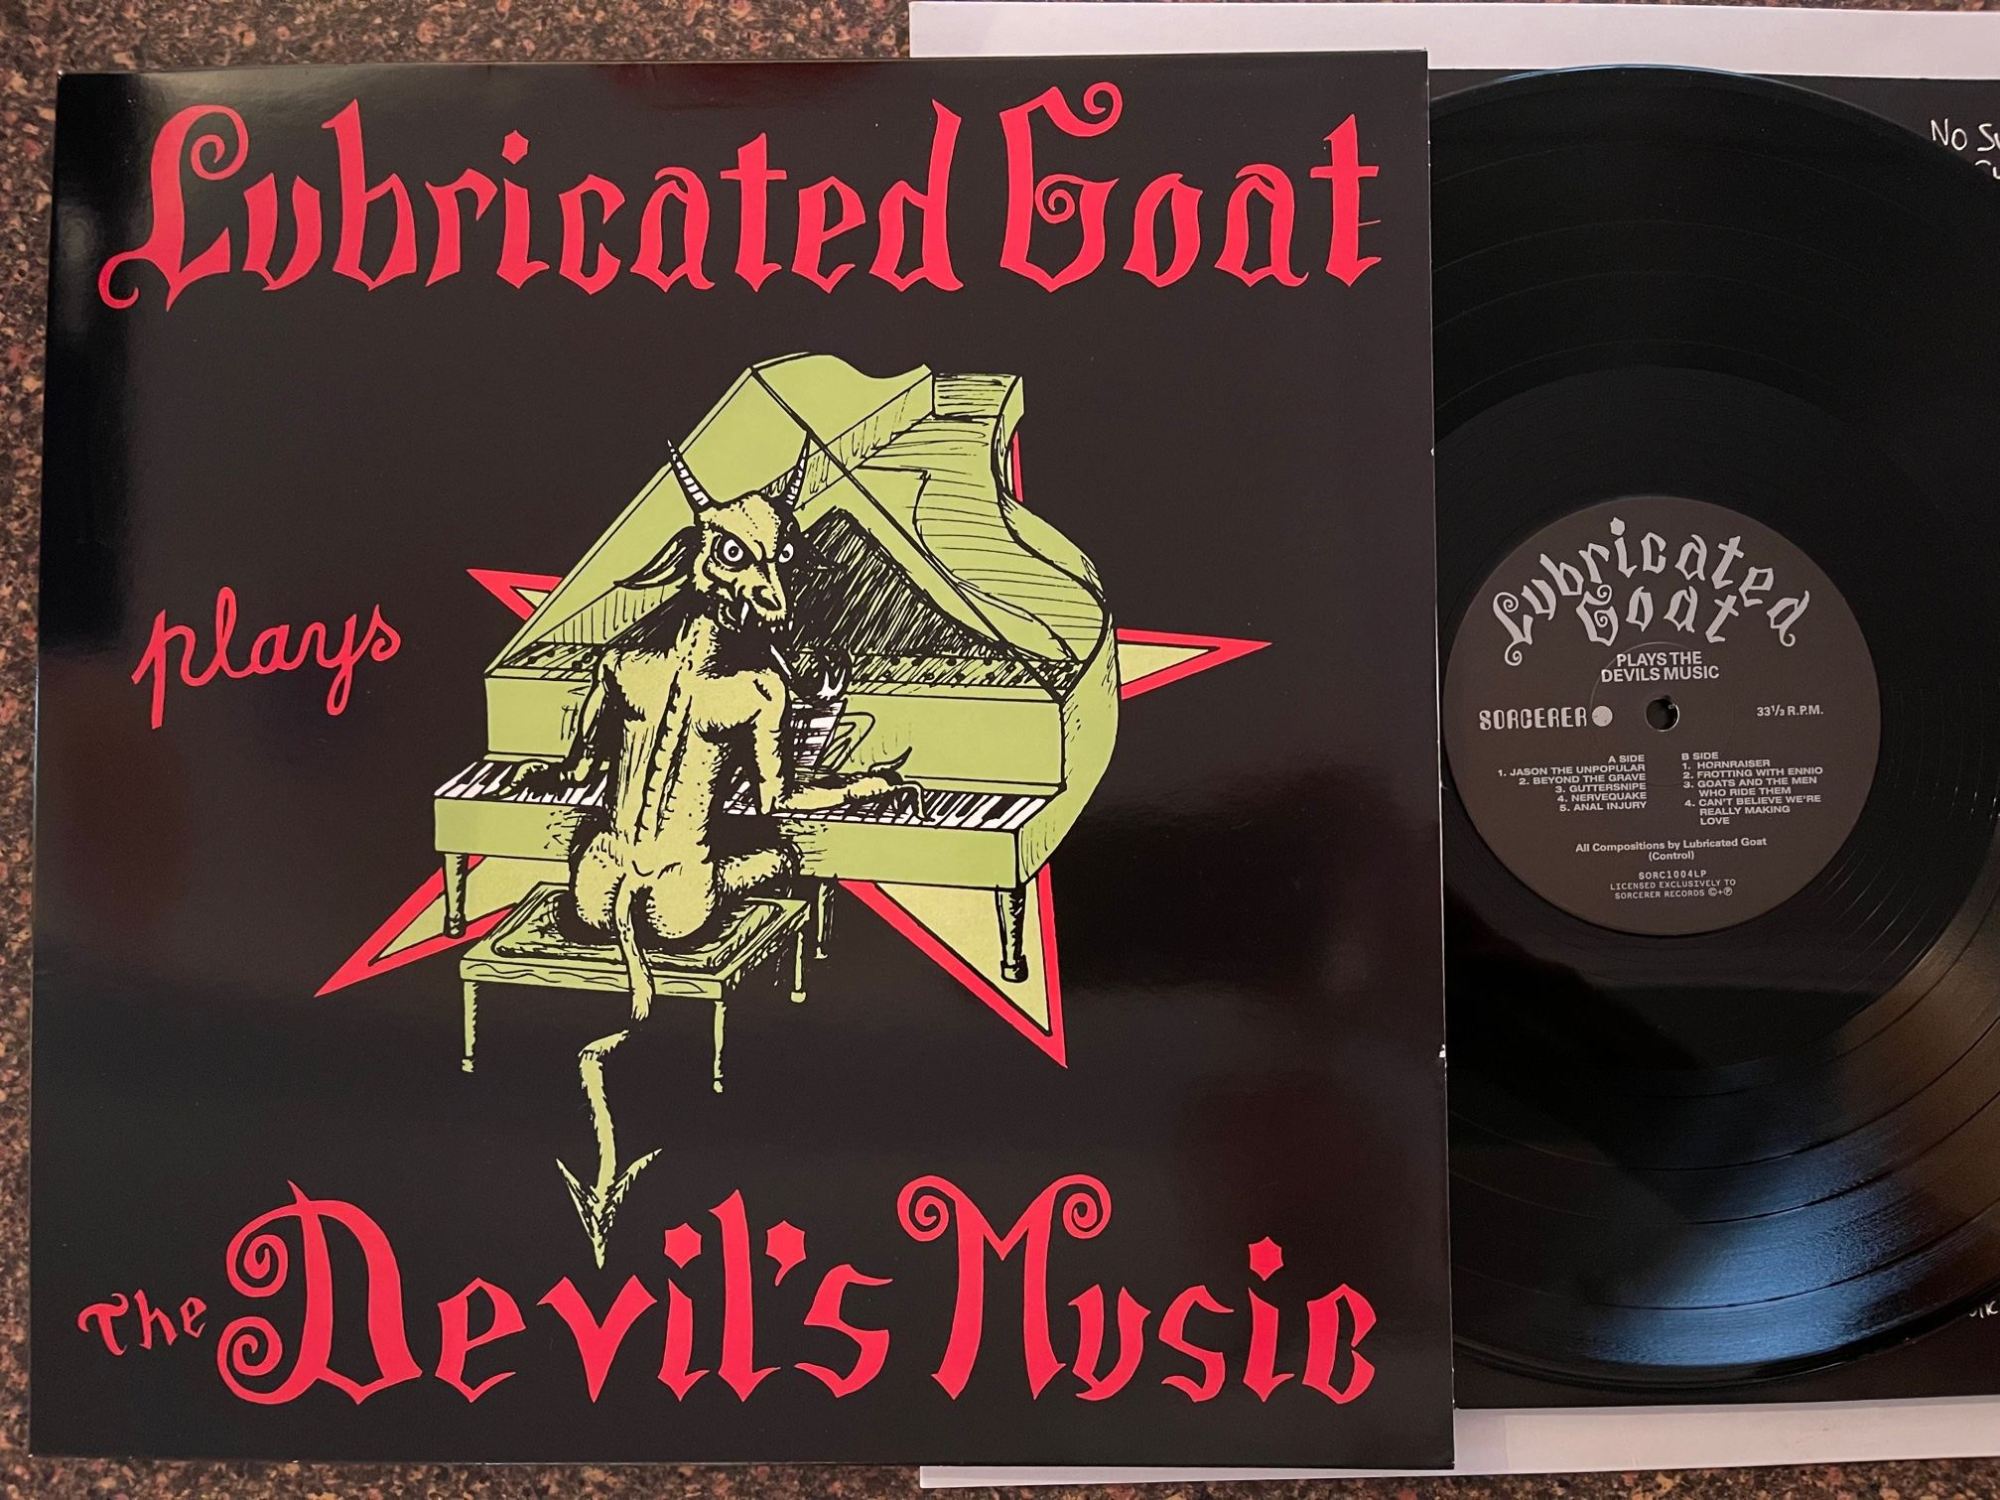 Lubricated Goat
plays
The Devil's Music
No
Lubricated
Goat
PLAYS THE
DEVILS MUSIC
SORCERER
33 1/3 R.P.M.
A SIDE
1. JASON THE UNPOPULAR
2. BEYOND THE GRAVE
3. GUTTERSNIPE
4. NERVEQUAKE
5. ANAL INJURY
B SIDE
1. HORNRAISER
2. FROTTING WITH ENNIO
3. GOATS AND THE MEN
WHO RIDE THEM
4. CAN'T BELIEVE WE'RE
REALLY MAKING
LOVE
All Compositions by Lubricated Goat
(Control)
SORC1004LP
LICENSED EXCLUSIVELY TO
SORCERER RECORDS ©+℗